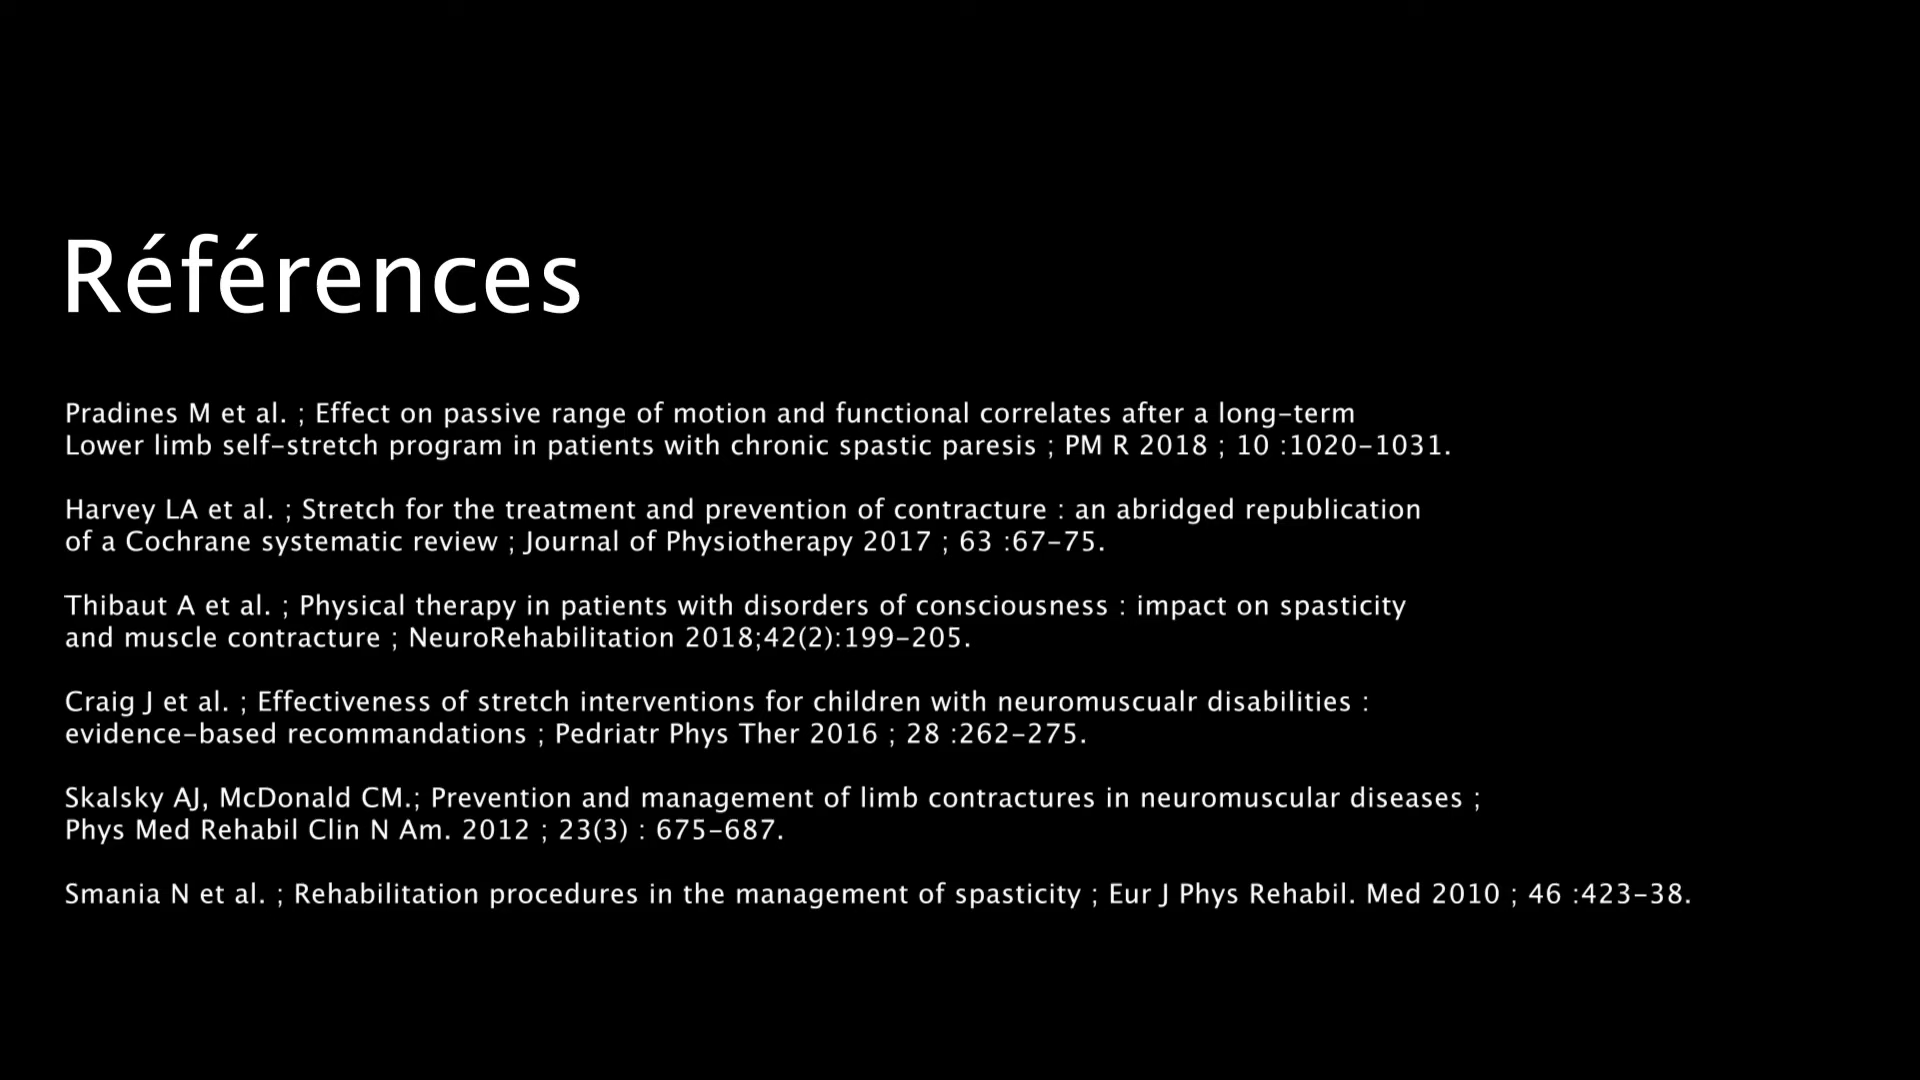 Références
Pradines M et al. ; Effect on passive range of motion and functional correlates after a long-term
Lower limb self-stretch program in patients with chronic spastic paresis ; PM R 2018 ; 10 :1020-1031.
Harvey LA et al. ; Stretch for the treatment and prevention of contracture : an abridged republication
of a Cochrane systematic review ; Journal of Physiotherapy 2017 ; 63 :67-75.
Thibaut A et al. ; Physical therapy in patients with disorders of consciousness : impact on spasticity
and muscle contracture ; NeuroRehabilitation 2018;42(2):199-205.
Craig J et al. ; Effectiveness of stretch interventions for children with neuromuscualr disabilities :
evidence-based recommandations ; Pedriatr Phys Ther 2016 ; 28 :262-275.
Skalsky AJ, McDonald CM.; Prevention and management of limb contractures in neuromuscular diseases ;
Phys Med Rehabil Clin N Am. 2012 ; 23(3) : 675-687.
Smania N et al. ; Rehabilitation procedures in the management of spasticity ; Eur J Phys Rehabil. Med 2010 ; 46 :423-38.